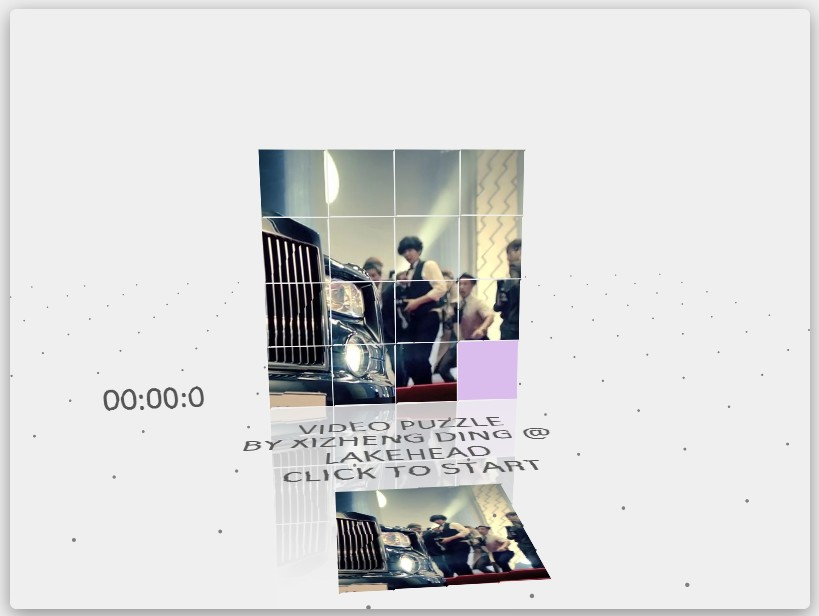 00:00:0
VIDEO PUZZLE
BY XIZHENG DING @
LAKEHEAD
CLICK TO START